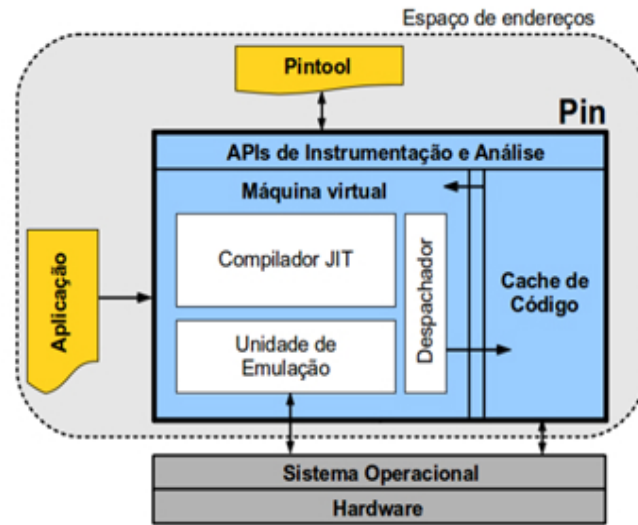 Espaço de endereços
Pintool
Pin
APIs de Instrumentação e Análise
Máquina virtual
Aplicação
Compilador JIT
Despachador
Cache de
Código
Unidade de
Emulação
Sistema Operacional
Hardware